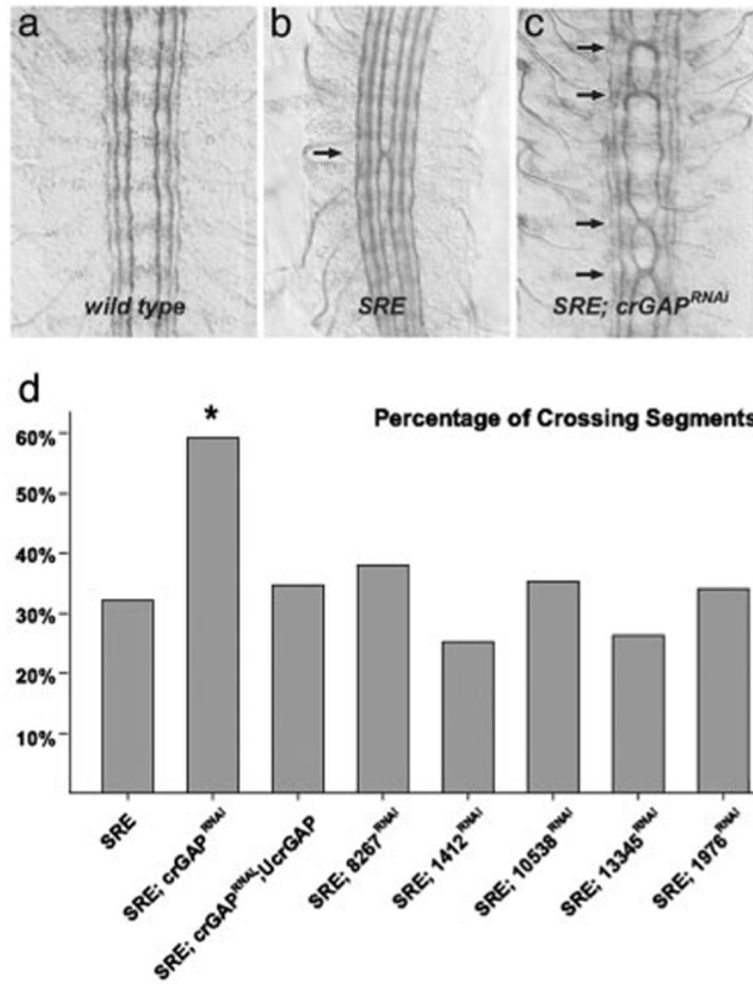 a
b
c
wild type
SRE
SRE; crGAP^RNAi
d
*
Percentage of Crossing Segments
60%
50%
40%
30%
20%
10%
SRE
SRE; crGAP^RNAi
SRE; crGAP^RNAi;UcrGAP
SRE; 8267^RNAi
SRE; 1412^RNAi
SRE; 10538^RNAi
SRE; 13345^RNAi
SRE; 1976^RNAi